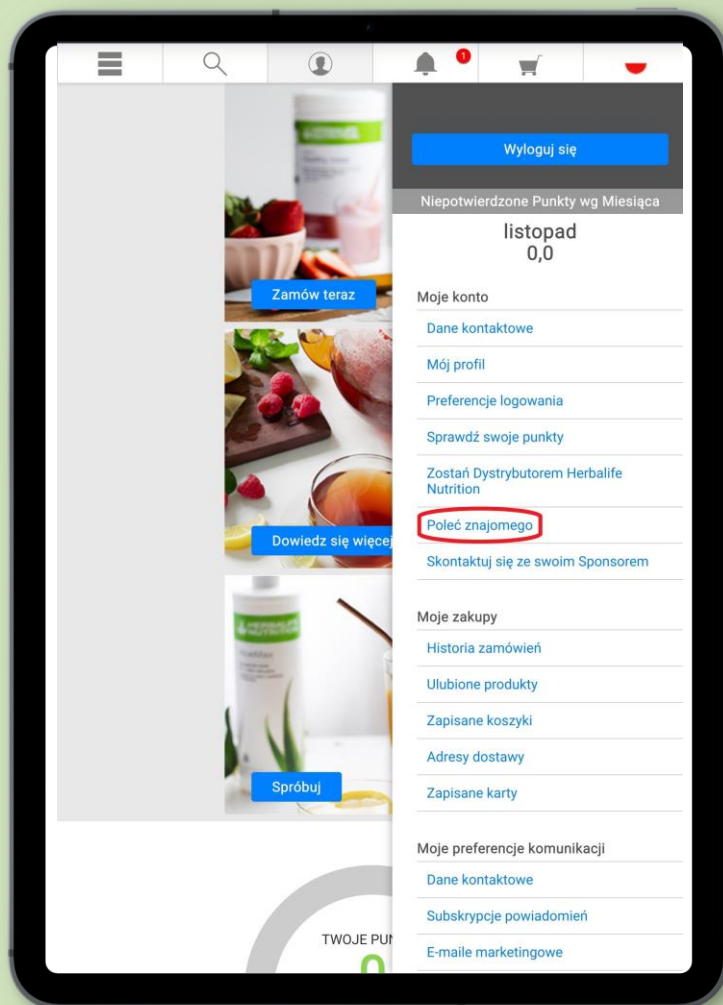 1
Wyloguj się
Niepotwierdzone Punkty wg Miesiąca
listopad
0,0
Moje konto
Dane kontaktowe
Mój profil
Preferencje logowania
Sprawdź swoje punkty
Zostań Dystrybutorem Herbalife
Nutrition
Poleć znajomego
Skontaktuj się ze swoim Sponsorem
Moje zakupy
Historia zamówień
Ulubione produkty
Zapisane koszyki
Adresy dostawy
Zapisane karty
Moje preferencje komunikacji
Dane kontaktowe
Subskrypcje powiadomień
E-maile marketingowe
Zamów teraz
Dowiedz się więcej
HERBALIFE
NUTRITION
Spróbuj
TWOJE PUN
0